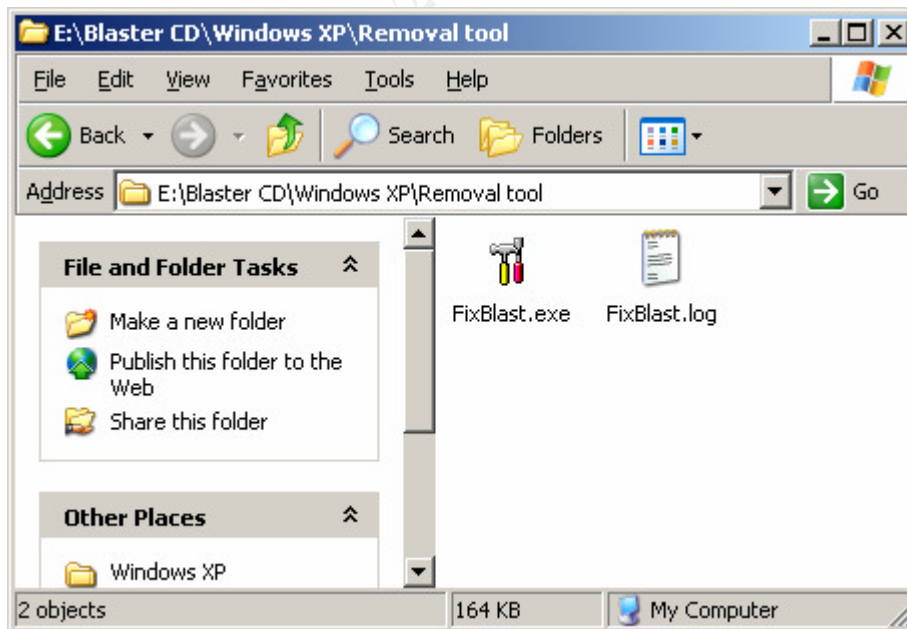 E:\Blaster CD\Windows XP\Removal tool
File Edit View Favorites Tools Help
Back Search Folders
Address E:\Blaster CD\Windows XP\Removal tool Go
File and Folder Tasks
Make a new folder
Publish this folder to the
Web
Share this folder
Other Places
Windows XP
FixBlast.exe FixBlast.log
2 objects 164 KB My Computer